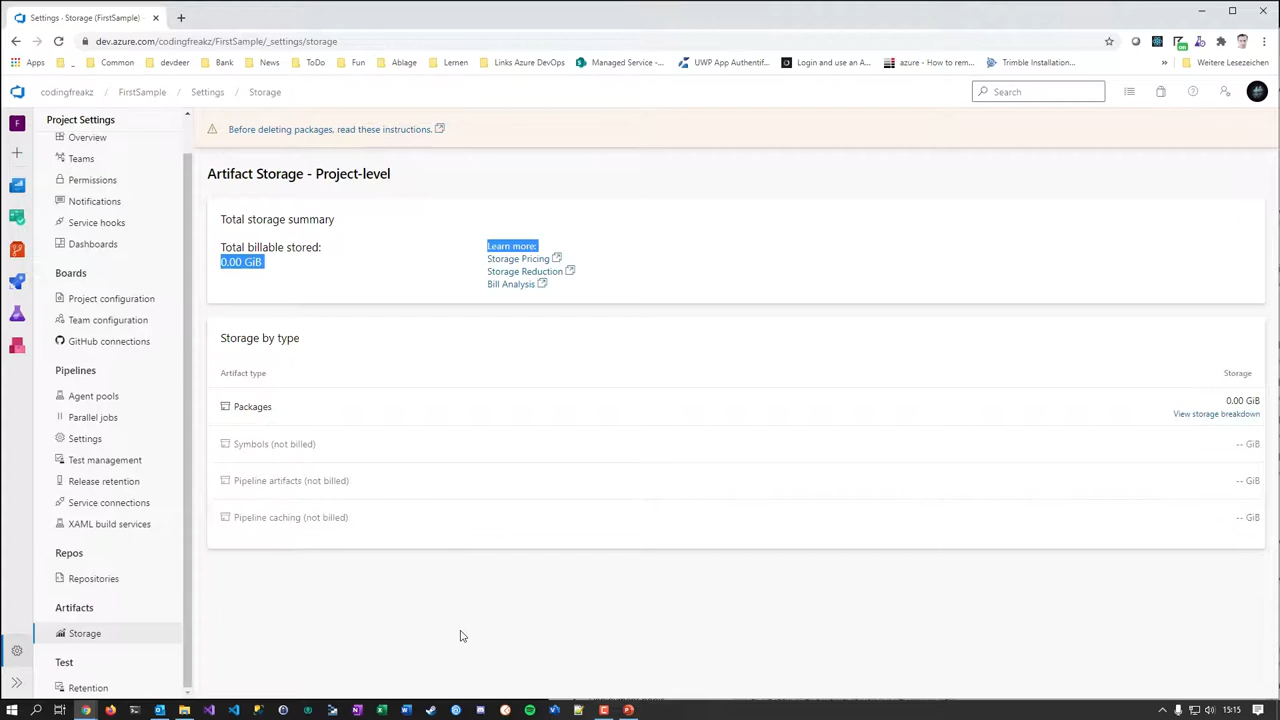 Settings · Storage (FirstSample)
dev.azure.com/codingfreakz/FirstSample/_settings/storage
Apps
_
Common
devdeer
Bank
News
ToDo
Fun
Ablage
Lernen
Links Azure DevOps
Managed Service -...
UWP App Authentif...
Login and use an A...
azure - How to rem...
Trimble Installation...
»
Weitere Lesezeichen
codingfreakz
FirstSample
Settings
Storage
Search
F
Project Settings
Overview
Teams
Permissions
Notifications
Service hooks
Dashboards
Boards
Project configuration
Team configuration
GitHub connections
Pipelines
Agent pools
Parallel jobs
Settings
Test management
Release retention
Service connections
XAML build services
Repos
Repositories
Artifacts
Storage
Test
Retention
Before deleting packages, read these instructions.
Artifact Storage - Project-level
Total storage summary
Total billable stored:
0.00 GiB
Learn more:
Storage Pricing
Storage Reduction
Bill Analysis
Storage by type
Artifact type
Storage
Packages
0.00 GiB
View storage breakdown
Symbols (not billed)
-- GiB
Pipeline artifacts (not billed)
-- GiB
Pipeline caching (not billed)
-- GiB
15:15